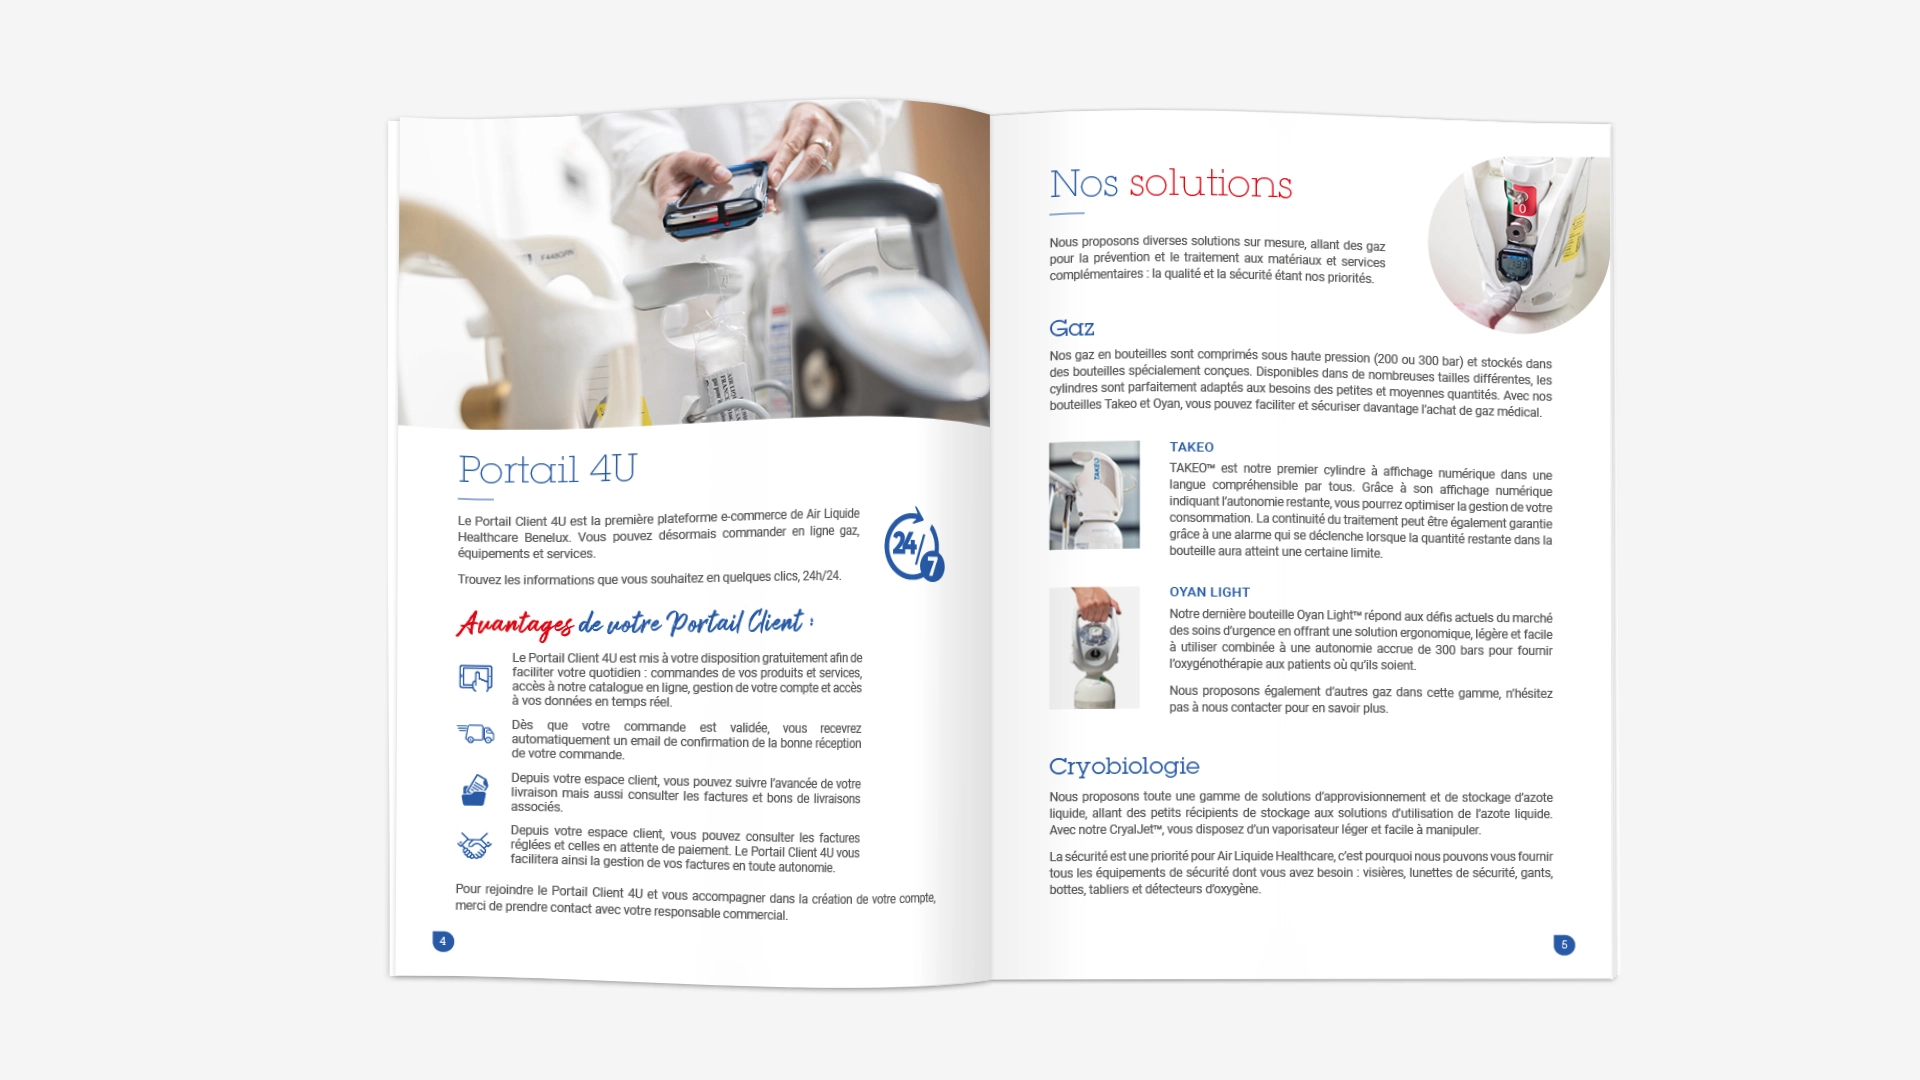 F448GRN
Portail 4U
Le Portail Client 4U est la première plateforme e-commerce de Air Liquide
Healthcare Benelux. Vous pouvez désormais commander en ligne gaz,
équipements et services.
Trouvez les informations que vous souhaitez en quelques clics, 24h/24.
24/7
Avantages de votre Portail Client :
Le Portail Client 4U est mis à votre disposition gratuitement afin de
faciliter votre quotidien : commandes de vos produits et services,
accès à notre catalogue en ligne, gestion de votre compte et accès
à vos données en temps réel.
Dès que votre commande est validée, vous recevrez
automatiquement un email de confirmation de la bonne réception
de votre commande.
Depuis votre espace client, vous pouvez suivre l'avancée de votre
livraison mais aussi consulter les factures et bons de livraisons
associés.
Depuis votre espace client, vous pouvez consulter les factures
réglées et celles en attente de paiement. Le Portail Client 4U vous
facilitera ainsi la gestion de vos factures en toute autonomie.
Pour rejoindre le Portail Client 4U et vous accompagner dans la création de votre compte,
merci de prendre contact avec votre responsable commercial.
4
Nos solutions
Nous proposons diverses solutions sur mesure, allant des gaz
pour la prévention et le traitement aux matériaux et services
complémentaires : la qualité et la sécurité étant nos priorités.
0
Gaz
Nos gaz en bouteilles sont comprimés sous haute pression (200 ou 300 bar) et stockés dans
des bouteilles spécialement conçues. Disponibles dans de nombreuses tailles différentes, les
cylindres sont parfaitement adaptés aux besoins des petites et moyennes quantités. Avec nos
bouteilles Takeo et Oyan, vous pouvez faciliter et sécuriser davantage l'achat de gaz médical.
TAKEO
TAKEO
TAKEO™ est notre premier cylindre à affichage numérique dans une
langue compréhensible par tous. Grâce à son affichage numérique
indiquant l'autonomie restante, vous pourrez optimiser la gestion de votre
consommation. La continuité du traitement peut être également garantie
grâce à une alarme qui se déclenche lorsque la quantité restante dans la
bouteille aura atteint une certaine limite.
OYAN LIGHT
Notre dernière bouteille Oyan Light™ répond aux défis actuels du marché
des soins d'urgence en offrant une solution ergonomique, légère et facile
à utiliser combinée à une autonomie accrue de 300 bars pour fournir
l'oxygénothérapie aux patients où qu'ils soient.
Nous proposons également d'autres gaz dans cette gamme, n'hésitez
pas à nous contacter pour en savoir plus.
Cryobiologie
Nous proposons toute une gamme de solutions d'approvisionnement et de stockage d'azote
liquide, allant des petits récipients de stockage aux solutions d'utilisation de l'azote liquide.
Avec notre CryalJet™, vous disposez d'un vaporisateur léger et facile à manipuler.
La sécurité est une priorité pour Air Liquide Healthcare, c'est pourquoi nous pouvons vous fournir
tous les équipements de sécurité dont vous avez besoin : visières, lunettes de sécurité, gants,
bottes, tabliers et détecteurs d'oxygène.
5